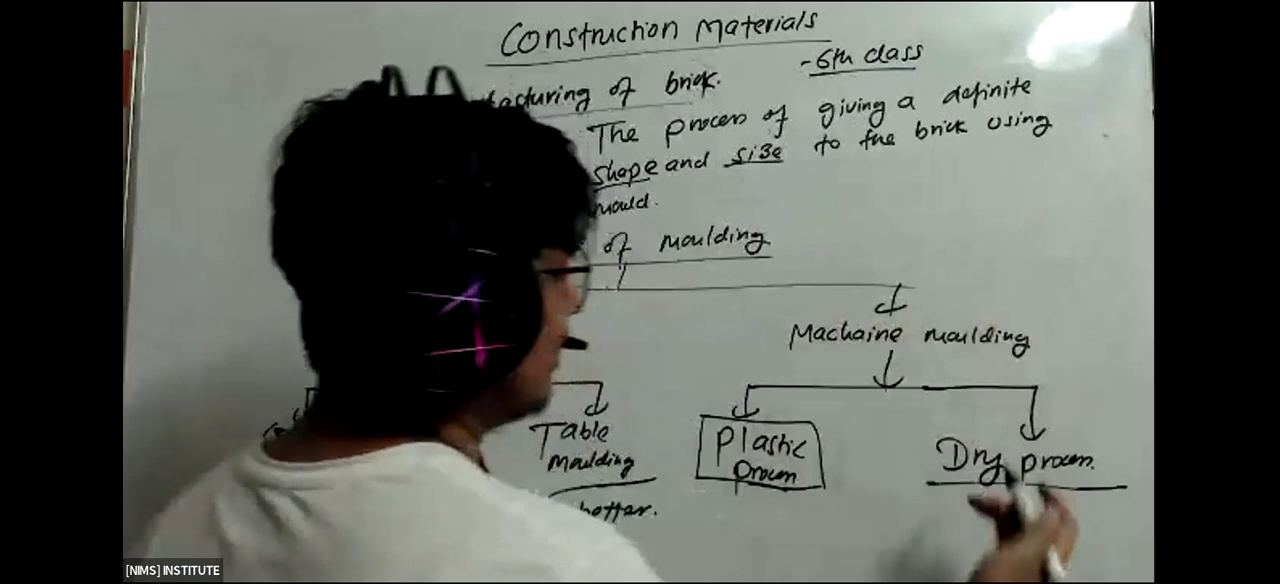 Construction Materials
- 6th class
facturing of brick.
The process of giving a definite
shape and size to the brick using
mould.
of moulding
Machaine moulding
Table
moulding
better.
Plastic
process
Dry process.
[NIMS] INSTITUTE